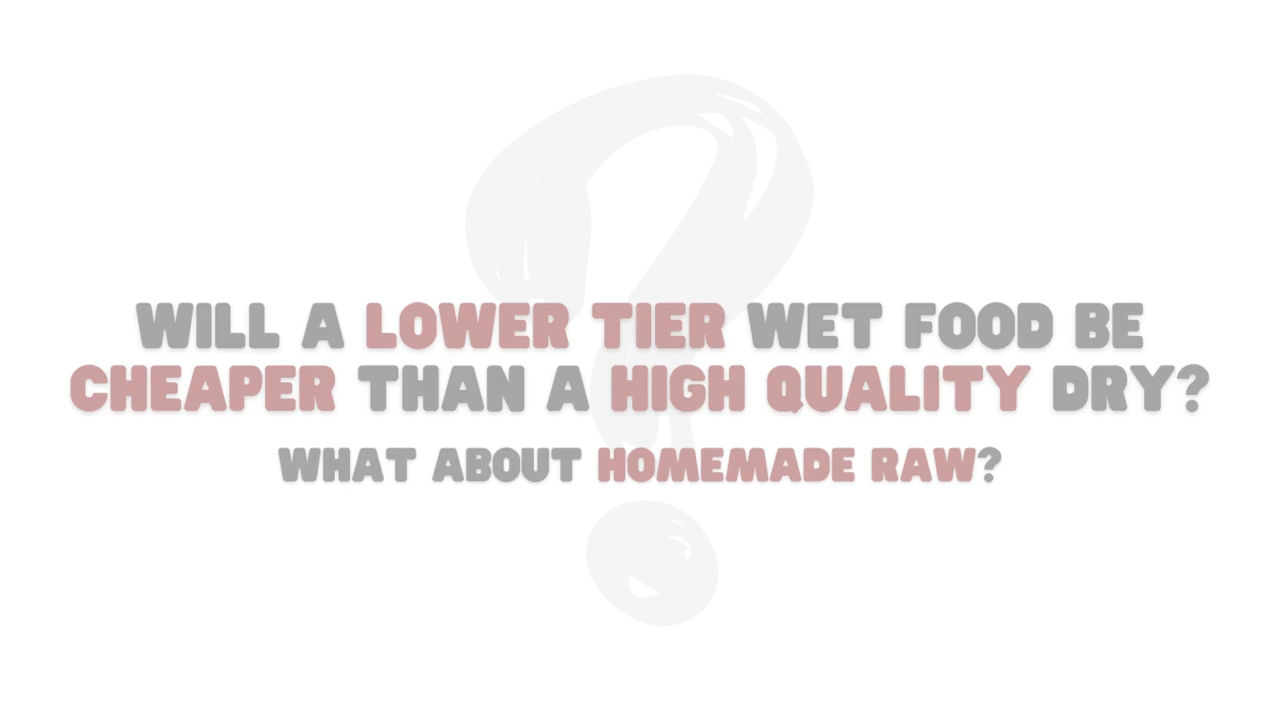 WILL A LOWER TIER WET FOOD BE
CHEAPER THAN A HIGH QUALITY DRY?
WHAT ABOUT HOMEMADE RAW?